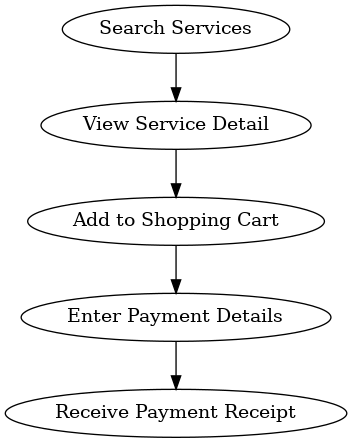 Search Services
View Service Detail
Add to Shopping Cart
Enter Payment Details
Receive Payment Receipt